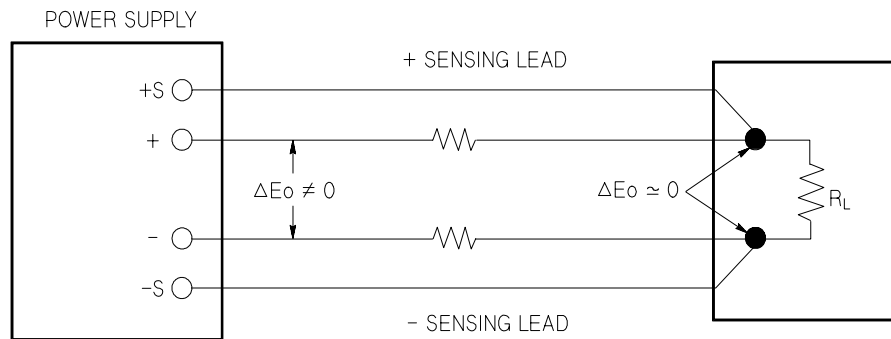 POWER SUPPLY
+ SENSING LEAD
+S
+
ΔEo ≠ 0
ΔEo ≃ 0
RL
-
-S
- SENSING LEAD